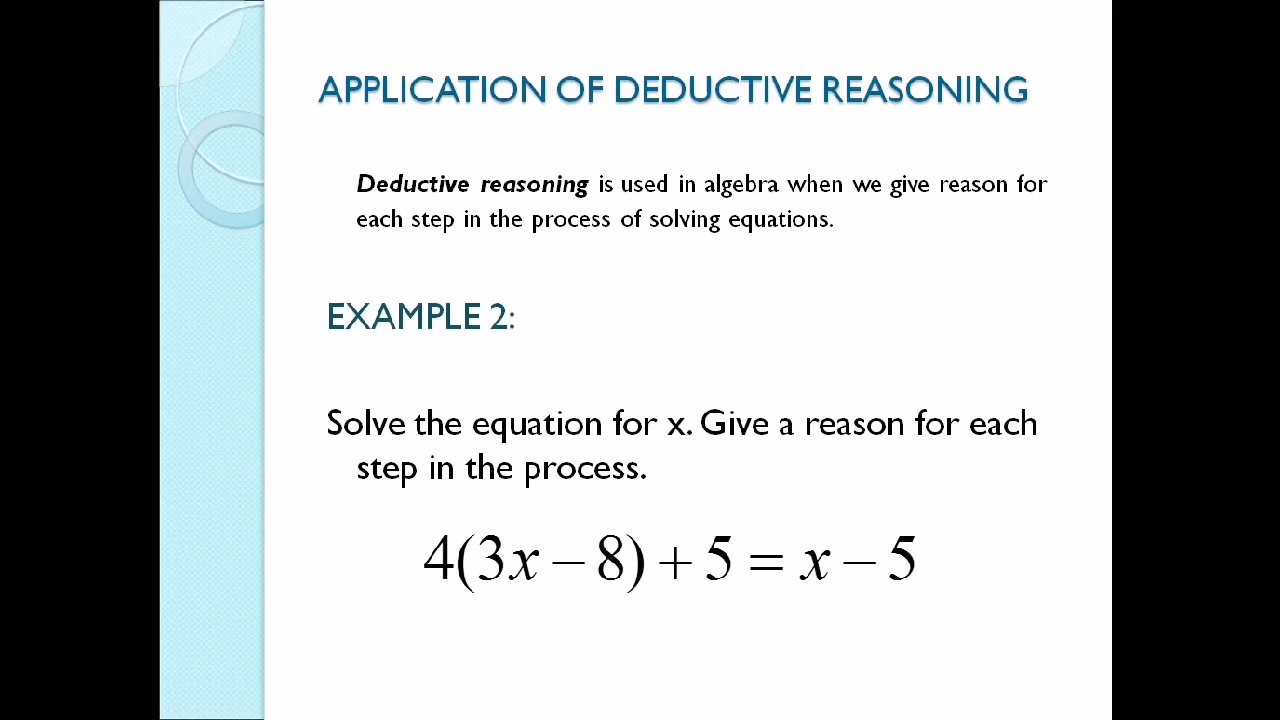 APPLICATION OF DEDUCTIVE REASONING
Deductive reasoning is used in algebra when we give reason for
each step in the process of solving equations.
EXAMPLE 2:
Solve the equation for x. Give a reason for each
step in the process.
4(3x − 8) + 5 = x − 5